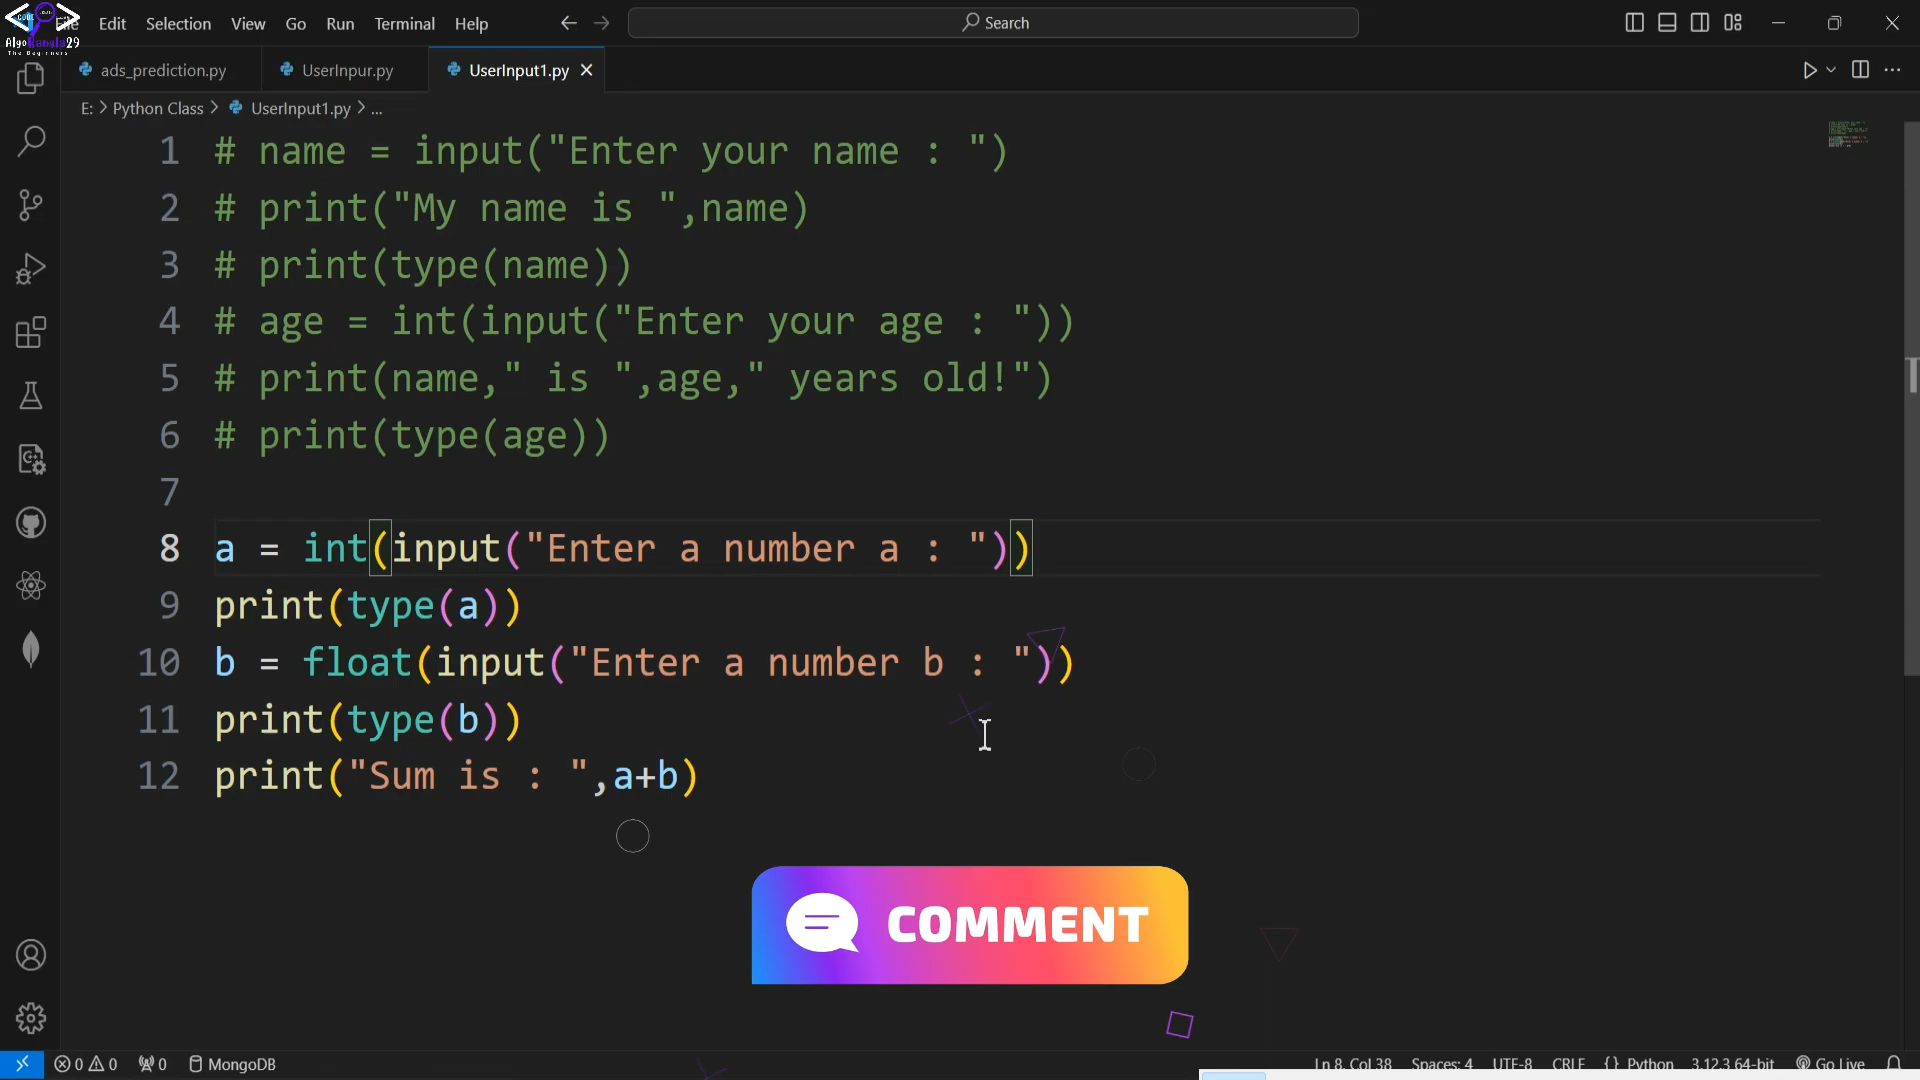 CODE
AlgoBangla29
The Beginners
Edit Selection View Go Run Terminal Help
Search
ads_prediction.py UserInpur.py UserInput1.py
E: > Python Class > UserInput1.py > ...
1 # name = input("Enter your name : ")
2 # print("My name is ",name)
3 # print(type(name))
4 # age = int(input("Enter your age : "))
5 # print(name," is ",age," years old!")
6 # print(type(age))
7
8 a = int(input("Enter a number a : "))
9 print(type(a))
10 b = float(input("Enter a number b : "))
11 print(type(b))
12 print("Sum is : ",a+b)
COMMENT
0 0 0 MongoDB Ln 8, Col 38 Spaces: 4 UTF-8 CRLF {} Python 3.12.3 64-bit Go Live